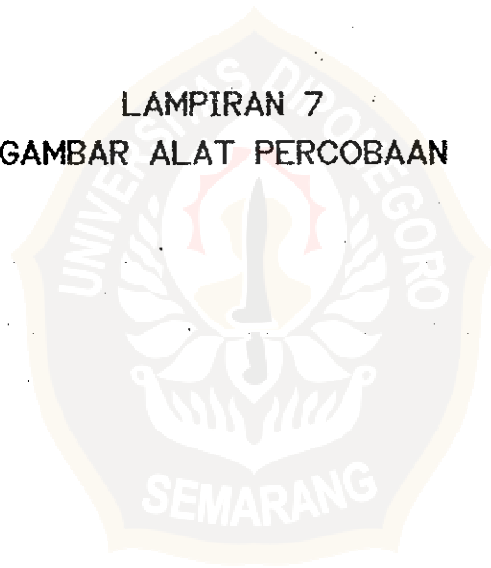 LAMPIRAN 7
GAMBAR ALAT PERCOBAAN
UNIVERSITAS DIPONEGORO
SEMARANG